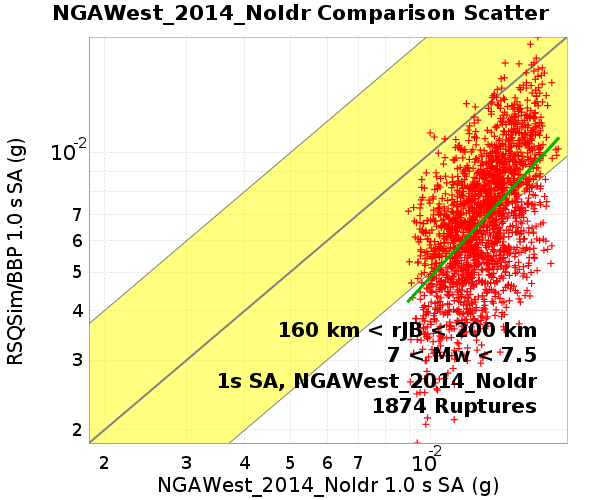 NGAWest_2014_NoIdr Comparison Scatter
RSQSim/BBP 1.0 s SA (g)
10-2
7
6
5
4
3
2
160 km < rJB < 200 km
7 < Mw < 7.5
1s SA, NGAWest_2014_NoIdr
1874 Ruptures
2 3 4 5 6 7 10-2
NGAWest_2014_NoIdr 1.0 s SA (g)